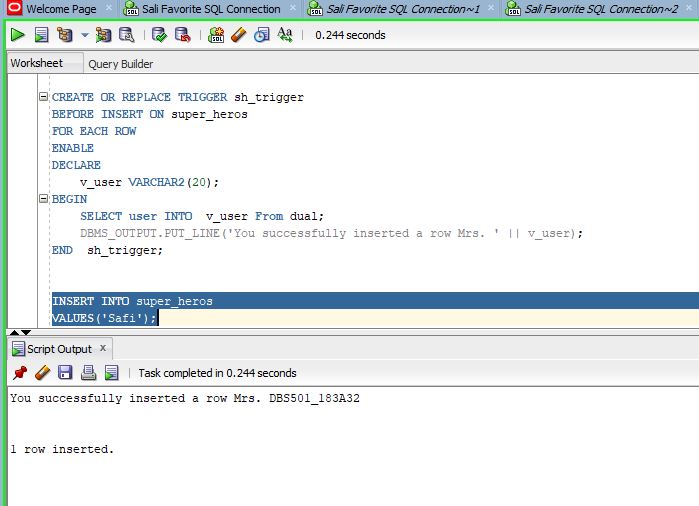 Welcome Page Sali Favorite SQL Connection Sali Favorite SQL Connection~1 Sali Favorite SQL Connection~2
SQL Aa 0.244 seconds
Worksheet Query Builder
CREATE OR REPLACE TRIGGER sh_trigger
BEFORE INSERT ON super_heros
FOR EACH ROW
ENABLE
DECLARE
v_user VARCHAR2(20);
BEGIN
SELECT user INTO v_user From dual;
DBMS_OUTPUT.PUT_LINE('You successfully inserted a row Mrs. ' || v_user);
END sh_trigger;
INSERT INTO super_heros
VALUES('Safi');
Script Output x
Task completed in 0.244 seconds
You successfully inserted a row Mrs. DBS501_183A32
1 row inserted.